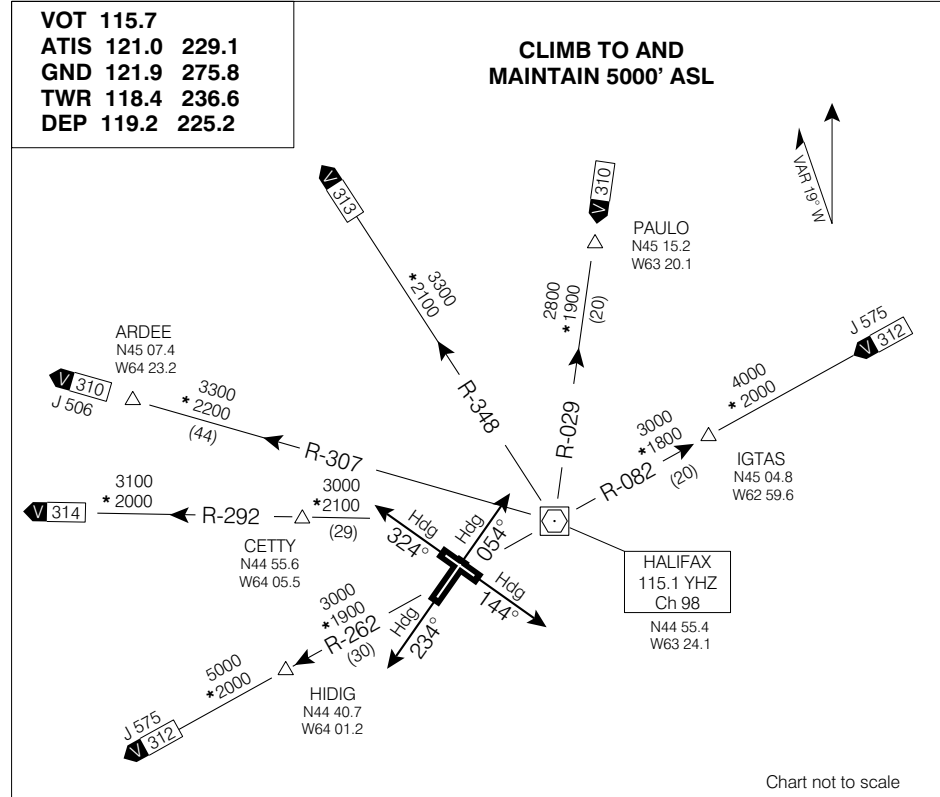 VOT 115.7
ATIS 121.0 229.1
GND 121.9 275.8
TWR 118.4 236.6
DEP 119.2 225.2
CLIMB TO AND
MAINTAIN 5000' ASL
VAR 19° W
V 313
3300
*2100
R-348
V 310
PAULO
N45 15.2
W63 20.1
2800
*1900
(20)
R-029
J 575
V 312
4000
*2000
3000
*1800
(20)
R-082
IGTAS
N45 04.8
W62 59.6
ARDEE
N45 07.4
W64 23.2
V 310
J 506
3300
*2200
(44)
R-307
3100
*2000
V 314
R-292
3000
*2100
(29)
CETTY
N44 55.6
W64 05.5
Hdg
324°
Hdg
054°
Hdg
144°
Hdg
234°
HALIFAX
115.1 YHZ
Ch 98
N44 55.4
W63 24.1
3000
*1900
R-262
(30)
HIDIG
N44 40.7
W64 01.2
5000
*2000
J 575
V 312
Chart not to scale